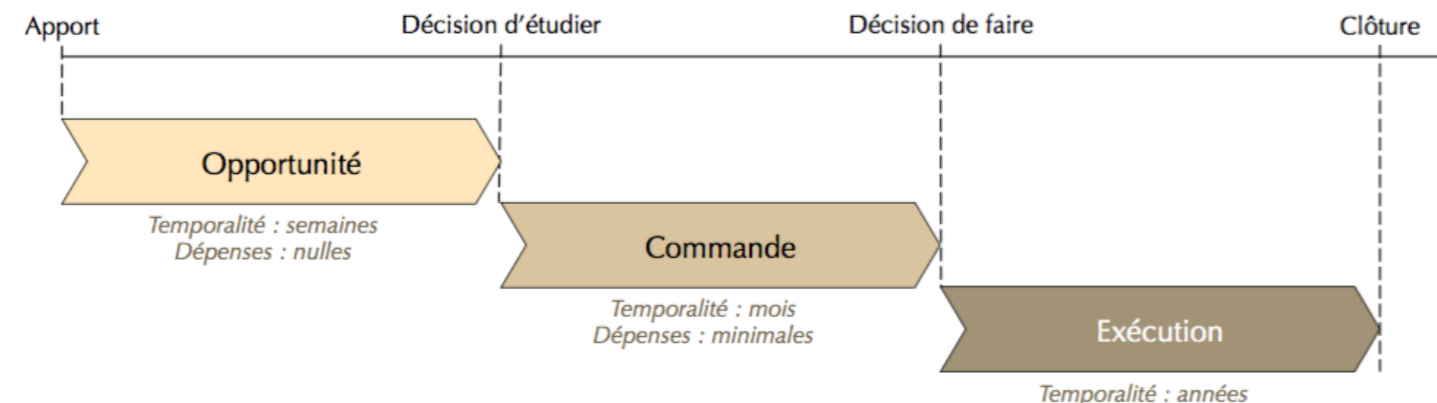 Apport
Décision d'étudier
Décision de faire
Clôture
Opportunité
Temporalité : semaines
Dépenses : nulles
Commande
Temporalité : mois
Dépenses : minimales
Exécution
Temporalité : années